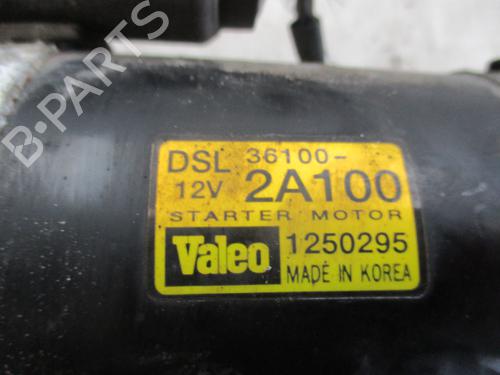 B-PARTS
DSL 36100-
12V 2A100
STARTER MOTOR
Valeo 1250295
MADE IN KOREA